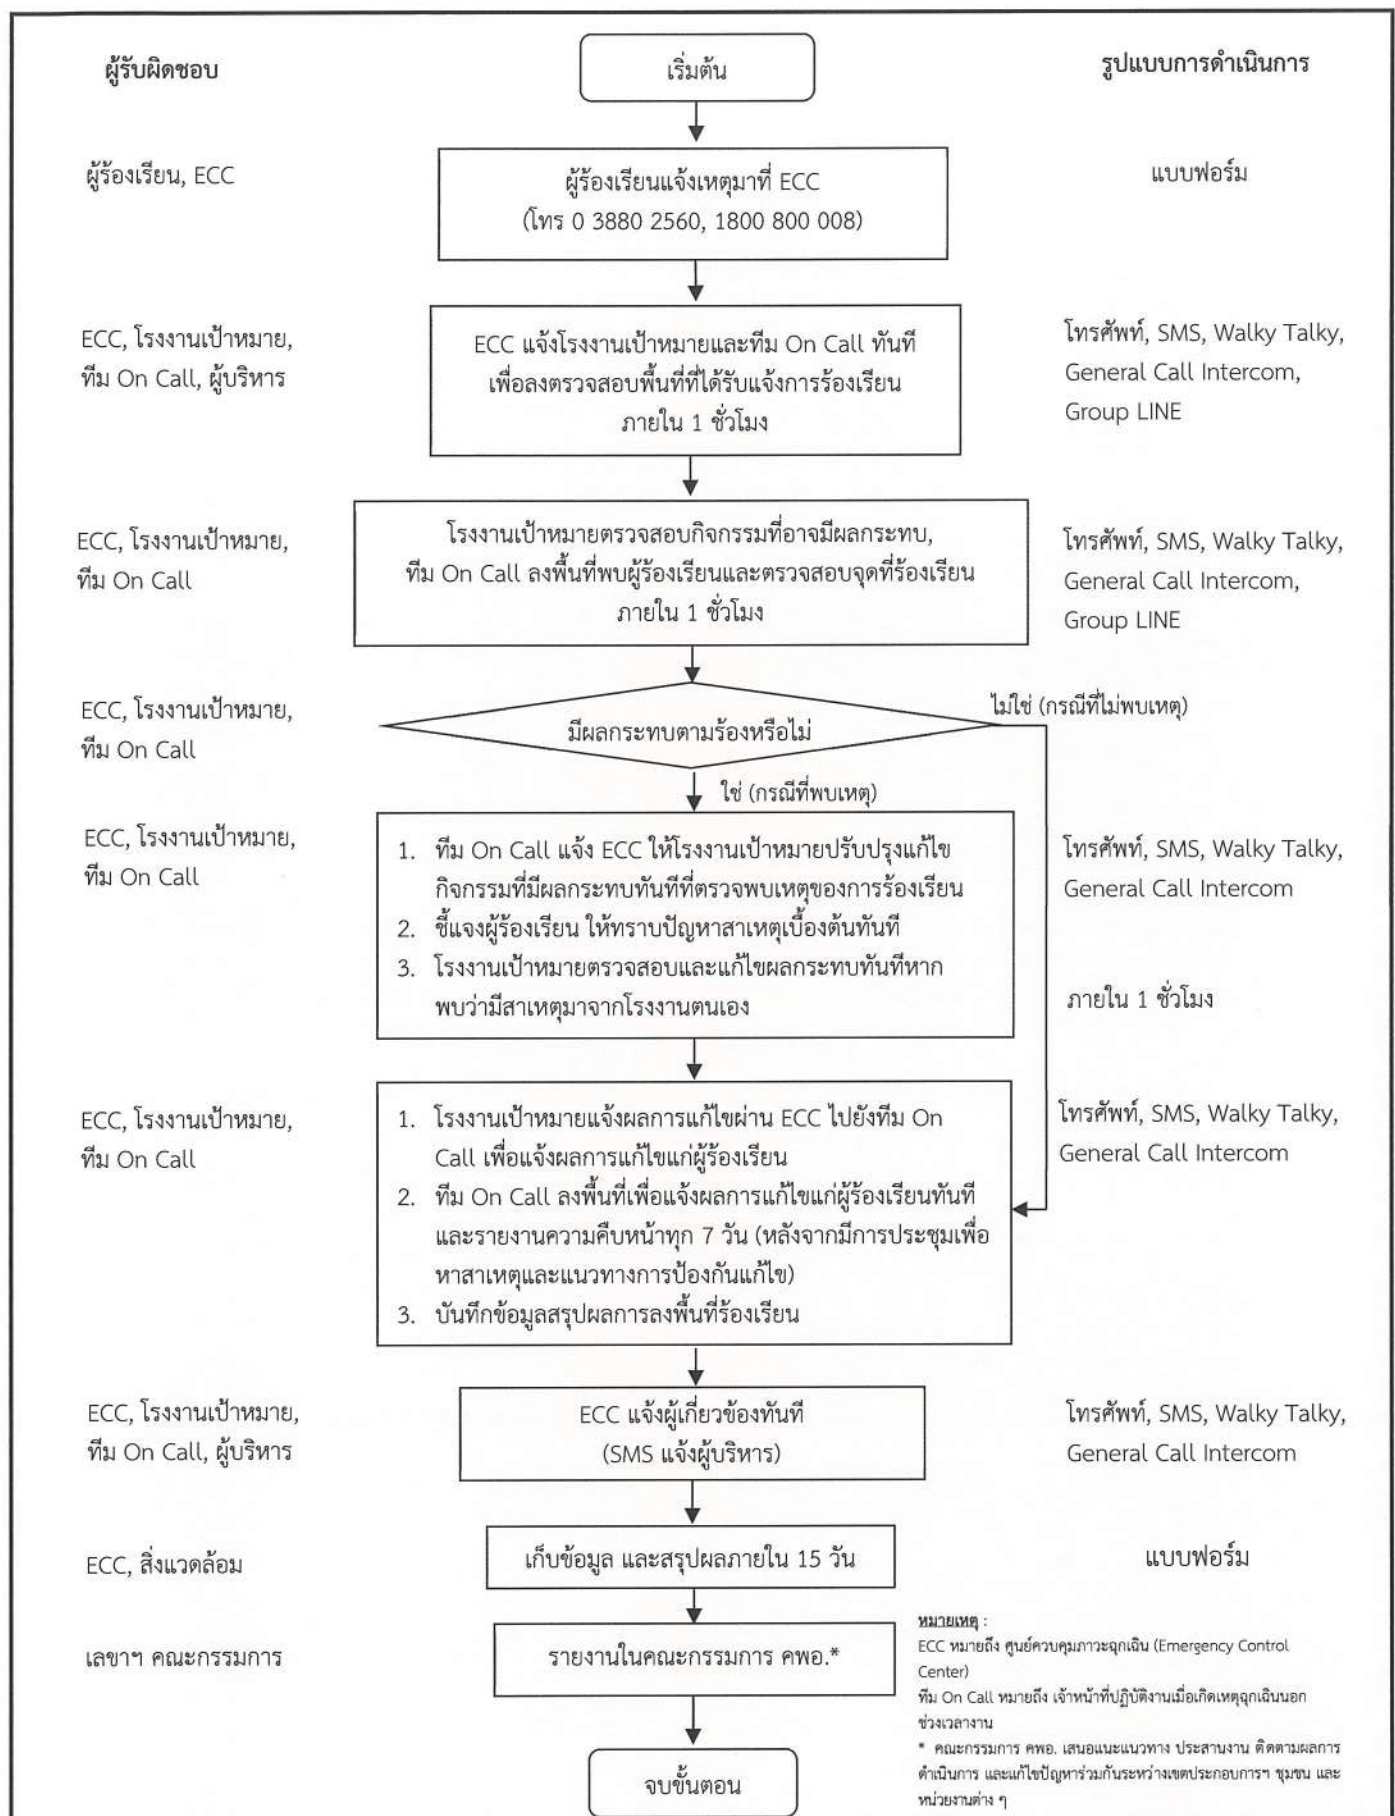 ผู้รับผิดชอบ
เริ่มต้น
รูปแบบการดำเนินการ
ผู้ร้องเรียน, ECC
ผู้ร้องเรียนแจ้งเหตุมาที่ ECC
(โทร 0 3880 2560, 1800 800 008)
แบบฟอร์ม
ECC, โรงงานเป้าหมาย,
ทีม On Call, ผู้บริหาร
ECC แจ้งโรงงานเป้าหมายและทีม On Call ทันที
เพื่อลงตรวจสอบพื้นที่ที่ได้รับแจ้งการร้องเรียน
ภายใน 1 ชั่วโมง
โทรศัพท์, SMS, Walky Talky,
General Call Intercom,
Group LINE
ECC, โรงงานเป้าหมาย,
ทีม On Call
โรงงานเป้าหมายตรวจสอบกิจกรรมที่อาจมีผลกระทบ,
ทีม On Call ลงพื้นที่พบผู้ร้องเรียนและตรวจสอบจุดที่ร้องเรียน
ภายใน 1 ชั่วโมง
โทรศัพท์, SMS, Walky Talky,
General Call Intercom,
Group LINE
ECC, โรงงานเป้าหมาย,
ทีม On Call
มีผลกระทบตามร้องหรือไม่
ไม่ใช่ (กรณีที่ไม่พบเหตุ)
ใช่ (กรณีที่พบเหตุ)
ECC, โรงงานเป้าหมาย,
ทีม On Call
1. ทีม On Call แจ้ง ECC ให้โรงงานเป้าหมายปรับปรุงแก้ไข
กิจกรรมที่มีผลกระทบทันทีที่ตรวจพบเหตุของการร้องเรียน
2. ชี้แจงผู้ร้องเรียน ให้ทราบปัญหาสาเหตุเบื้องต้นทันที
3. โรงงานเป้าหมายตรวจสอบและแก้ไขผลกระทบทันทีหาก
พบว่ามีสาเหตุมาจากโรงงานตนเอง
โทรศัพท์, SMS, Walky Talky,
General Call Intercom
ภายใน 1 ชั่วโมง
ECC, โรงงานเป้าหมาย,
ทีม On Call
1. โรงงานเป้าหมายแจ้งผลการแก้ไขผ่าน ECC ไปยังทีม On
Call เพื่อแจ้งผลการแก้ไขแก่ผู้ร้องเรียน
2. ทีม On Call ลงพื้นที่เพื่อแจ้งผลการแก้ไขแก่ผู้ร้องเรียนทันที
และรายงานความคืบหน้าทุก 7 วัน (หลังจากมีการประชุมเพื่อ
หาสาเหตุและแนวทางการป้องกันแก้ไข)
3. บันทึกข้อมูลสรุปผลการลงพื้นที่ร้องเรียน
โทรศัพท์, SMS, Walky Talky,
General Call Intercom
ECC, โรงงานเป้าหมาย,
ทีม On Call, ผู้บริหาร
ECC แจ้งผู้เกี่ยวข้องทันที
(SMS แจ้งผู้บริหาร)
โทรศัพท์, SMS, Walky Talky,
General Call Intercom
ECC, สิ่งแวดล้อม
เก็บข้อมูล และสรุปผลภายใน 15 วัน
แบบฟอร์ม
เลขาฯ คณะกรรมการ
รายงานในคณะกรรมการ คพอ.*
จบขั้นตอน
หมายเหตุ :
ECC หมายถึง ศูนย์ควบคุมภาวะฉุกเฉิน (Emergency Control
Center)
ทีม On Call หมายถึง เจ้าหน้าที่ปฏิบัติงานเมื่อเกิดเหตุฉุกเฉินนอก
ช่วงเวลางาน
* คณะกรรมการ คพอ. เสนอแนะแนวทาง ประสานงาน ติดตามผลการ
ดำเนินการ และแก้ไขปัญหาร่วมกันระหว่างเขตประกอบการฯ ชุมชน และ
หน่วยงานต่าง ๆ